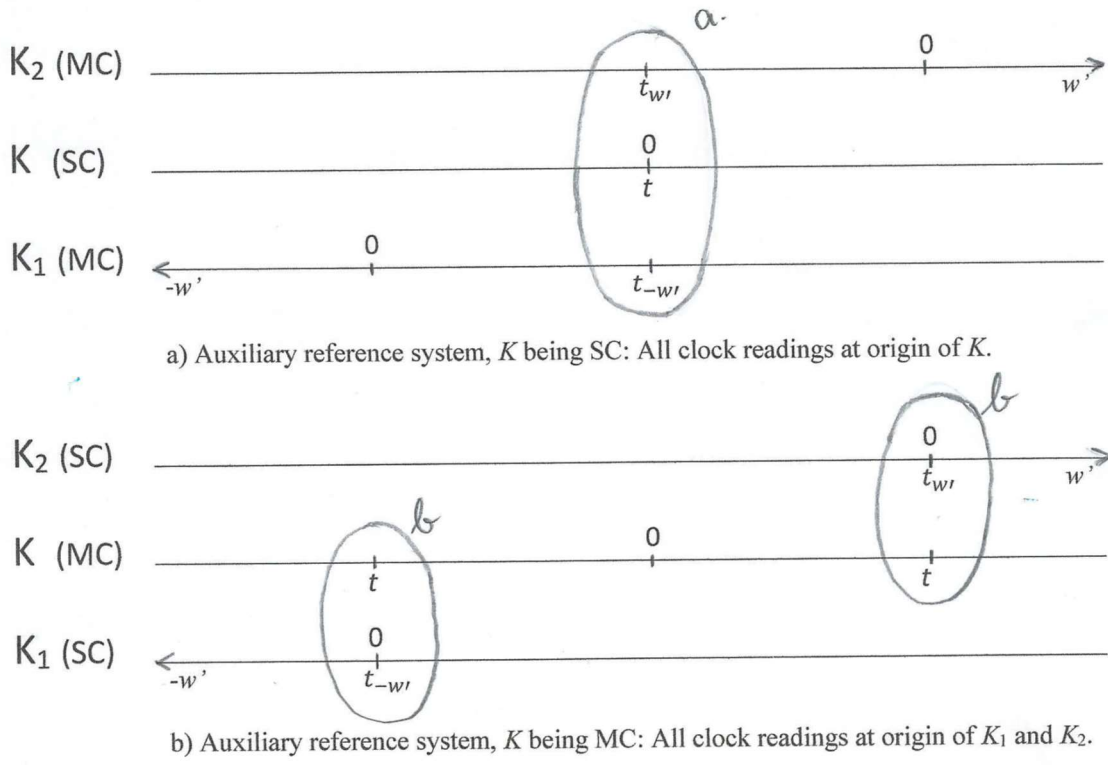 a.
K₂ (MC) 0
t_w' w'
K (SC) 0
t
K₁ (MC) 0
-w' t_-w'
a) Auxiliary reference system, K being SC: All clock readings at origin of K.
b
K₂ (SC) 0
t_w' w'
b
K (MC) 0
t t
K₁ (SC) 0
-w' t_-w'
b) Auxiliary reference system, K being MC: All clock readings at origin of K₁ and K₂.